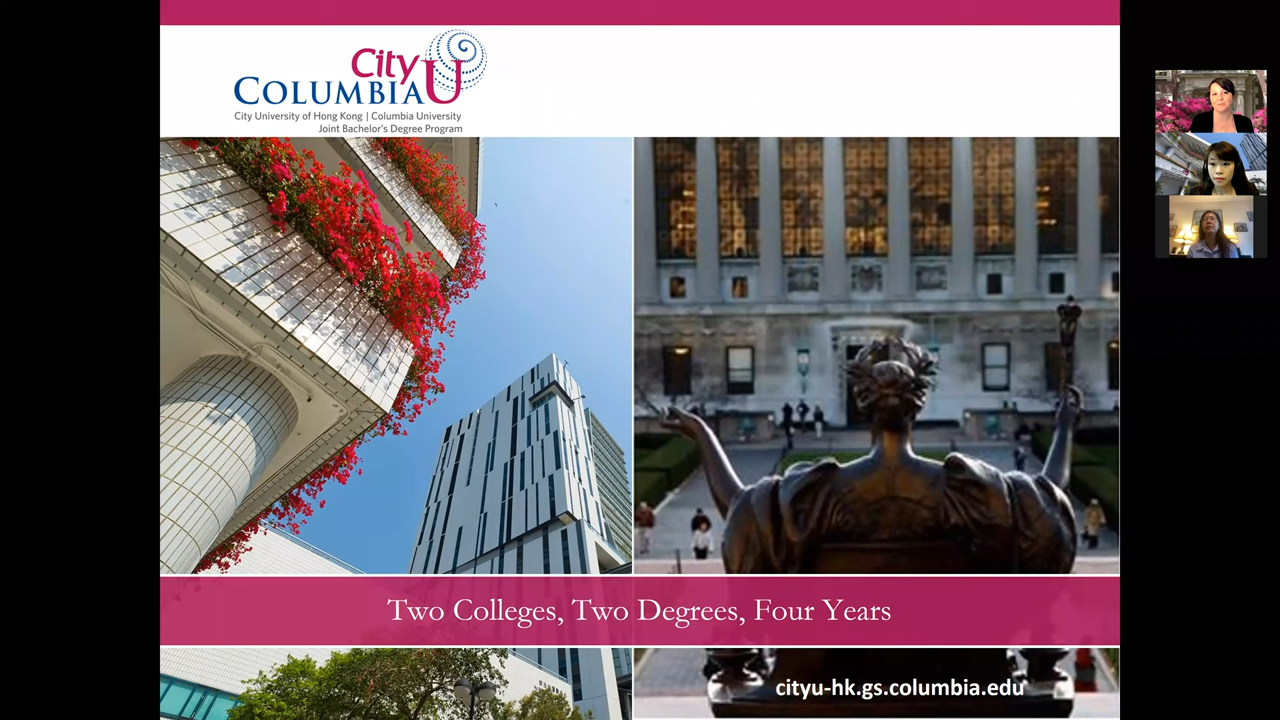 City U
COLUMBIA
City University of Hong Kong | Columbia University
Joint Bachelor's Degree Program
Two Colleges, Two Degrees, Four Years
cityu-hk.gs.columbia.edu